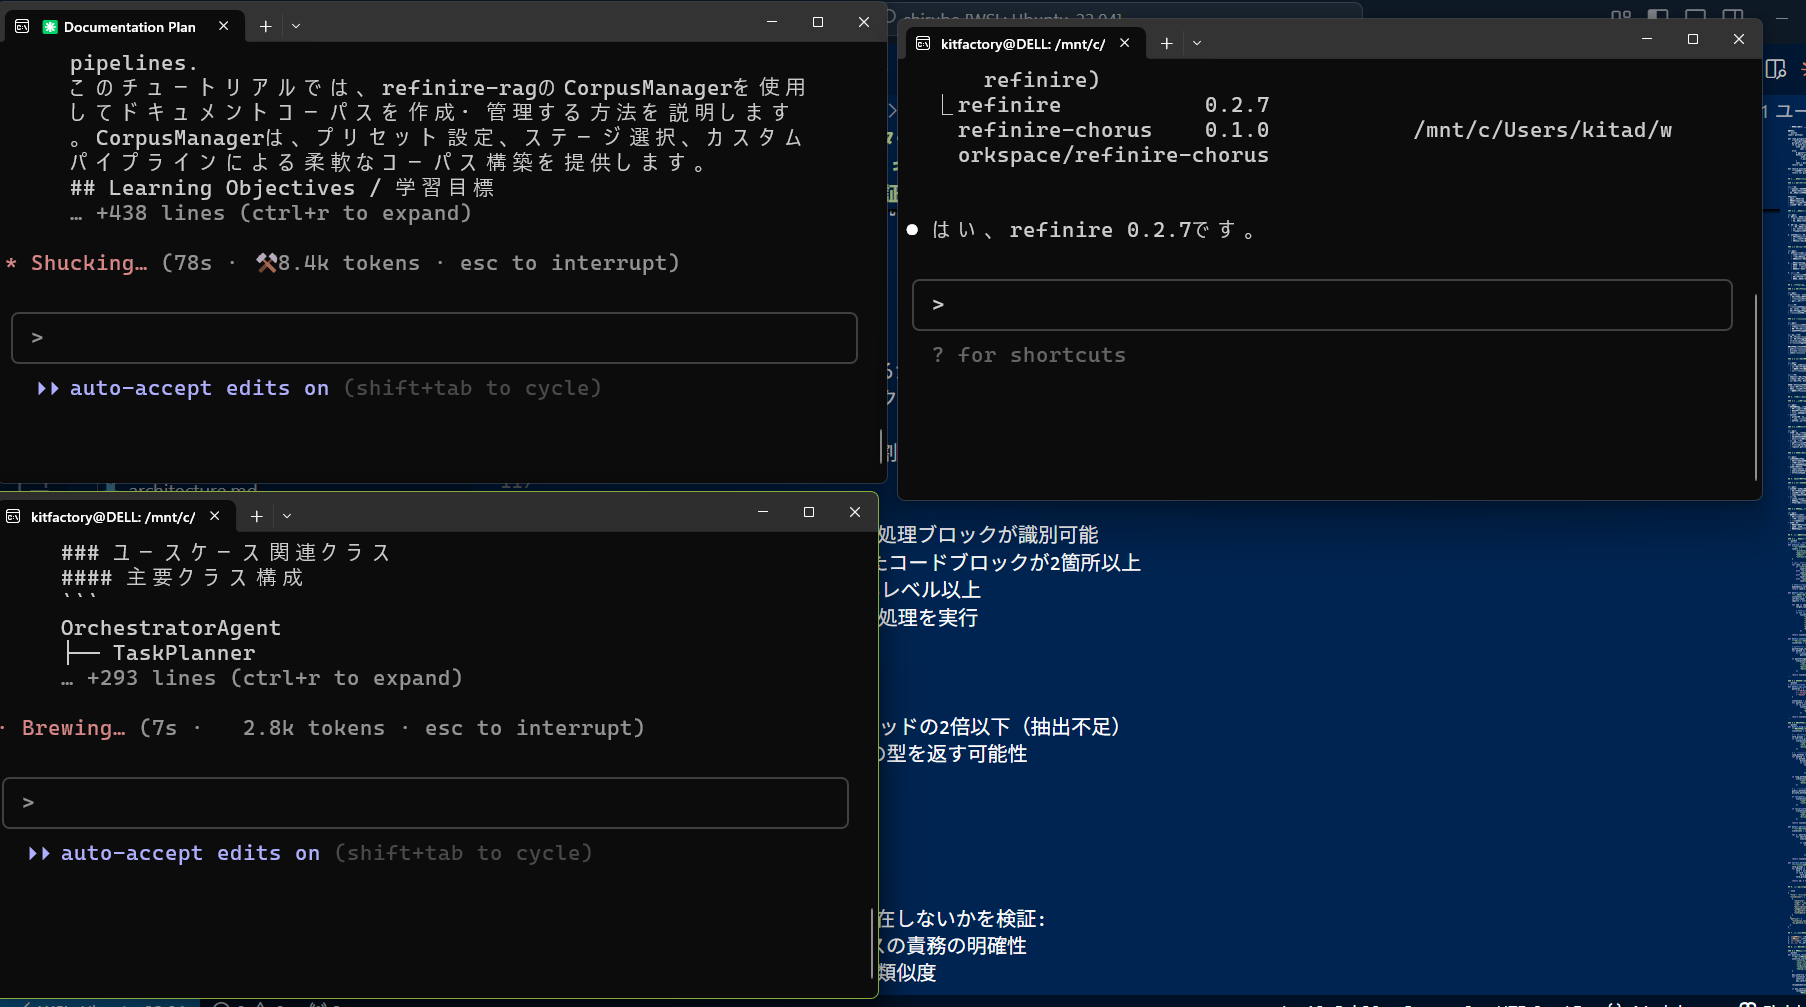 Documentation Plan
pipelines.
このチュートリアルでは、refinire-ragのCorpusManagerを使用
してドキュメントコーパスを作成・管理する方法を説明します
。CorpusManagerは、プリセット設定、ステージ選択、カスタム
パイプラインによる柔軟なコーパス構築を提供します。
## Learning Objectives / 学習目標
… +438 lines (ctrl+r to expand)
* Shucking… (78s · ⚒8.4k tokens · esc to interrupt)
>
⏵⏵ auto-accept edits on (shift+tab to cycle)
kitfactory@DELL: /mnt/c/
refinire)
└refinire 0.2.7
refinire-chorus 0.1.0 /mnt/c/Users/kitad/w
orkspace/refinire-chorus
● はい、refinire 0.2.7です。
>
? for shortcuts
architecture.md
kitfactory@DELL: /mnt/c/
### ユースケース関連クラス
#### 主要クラス構成
```
OrchestratorAgent
├── TaskPlanner
… +293 lines (ctrl+r to expand)
· Brewing… (7s · 2.8k tokens · esc to interrupt)
>
⏵⏵ auto-accept edits on (shift+tab to cycle)
処理ブロックが識別可能
たコードブロックが2箇所以上
レベル以上
処理を実行
ッドの2倍以下（抽出不足）
の型を返す可能性
在しないかを検証:
スの責務の明確性
類似度